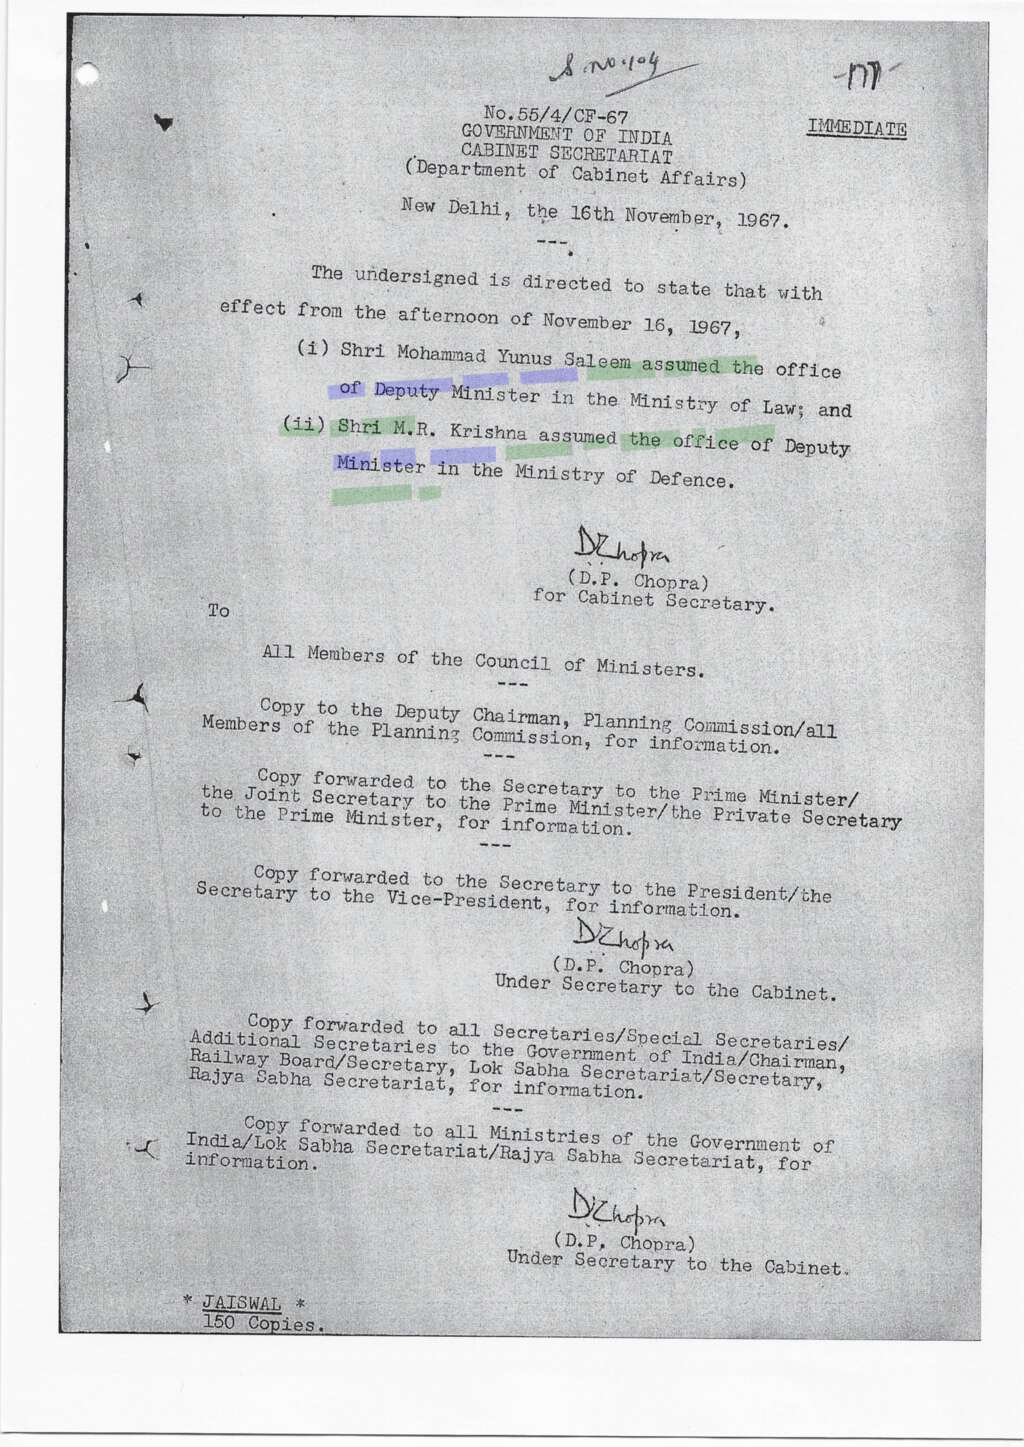 S No. 104
-177-
No.55/4/CF-67
GOVERNMENT OF INDIA
CABINET SECRETARIAT
(Department of Cabinet Affairs)
IMMEDIATE
New Delhi, the 16th November, 1967.
---
The undersigned is directed to state that with
effect from the afternoon of November 16, 1967,
(i) Shri Mohammad Yunus Saleem assumed the office
of Deputy Minister in the Ministry of Law; and
(ii) Shri M.R. Krishna assumed the office of Deputy
Minister in the Ministry of Defence.
DPChopra
(D.P. Chopra)
for Cabinet Secretary.
To
All Members of the Council of Ministers.
---
Copy to the Deputy Chairman, Planning Commission/all
Members of the Planning Commission, for information.
---
Copy forwarded to the Secretary to the Prime Minister/
the Joint Secretary to the Prime Minister/the Private Secretary
to the Prime Minister, for information.
---
Copy forwarded to the Secretary to the President/the
Secretary to the Vice-President, for information.
DPChopra
(D.P. Chopra)
Under Secretary to the Cabinet.
Copy forwarded to all Secretaries/Special Secretaries/
Additional Secretaries to the Government of India/Chairman,
Railway Board/Secretary, Lok Sabha Secretariat/Secretary,
Rajya Sabha Secretariat, for information.
---
Copy forwarded to all Ministries of the Government of
India/Lok Sabha Secretariat/Rajya Sabha Secretariat, for
information.
DPChopra
(D.P. Chopra)
Under Secretary to the Cabinet.
* JAISWAL *
150 Copies.